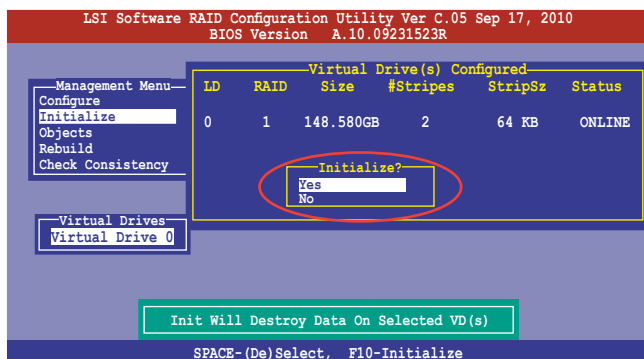 LSI Software RAID Configuration Utility Ver C.05 Sep 17, 2010
BIOS Version A.10.09231523R
Virtual Drive(s) Configured
LD RAID Size #Stripes StripSz Status
0 1 148.580GB 2 64 KB ONLINE
Management Menu
Configure
Initialize
Objects
Rebuild
Check Consistency
Initialize?
Yes
No
Virtual Drives
Virtual Drive 0
Init Will Destroy Data On Selected VD(s)
SPACE-(De)Select, F10-Initialize